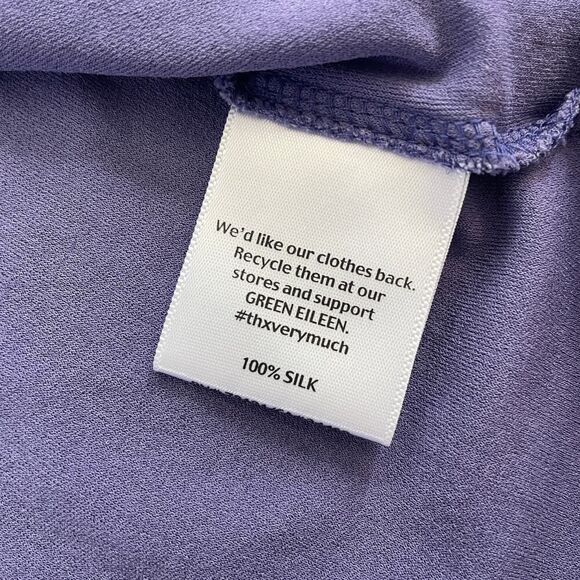 We'd like our clothes back.
Recycle them at our
stores and support
GREEN EILEEN.
#thxverymuch
100% SILK